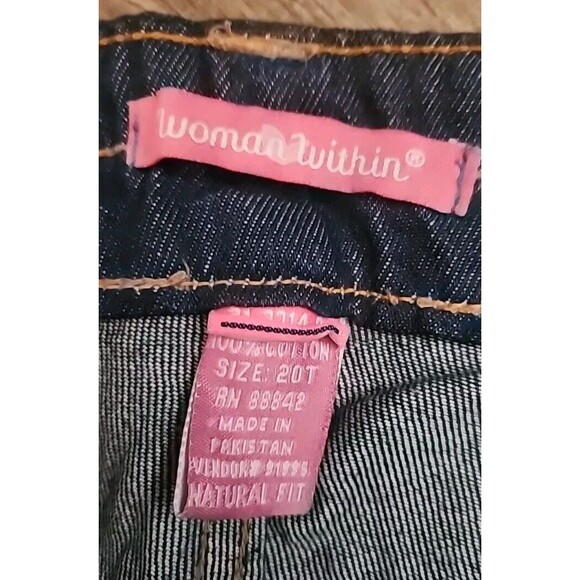 Woman Within®
100% COTTON
SIZE: 20T
RN 88842
MADE IN
PAKISTAN
VENDOR# 91995
NATURAL FIT